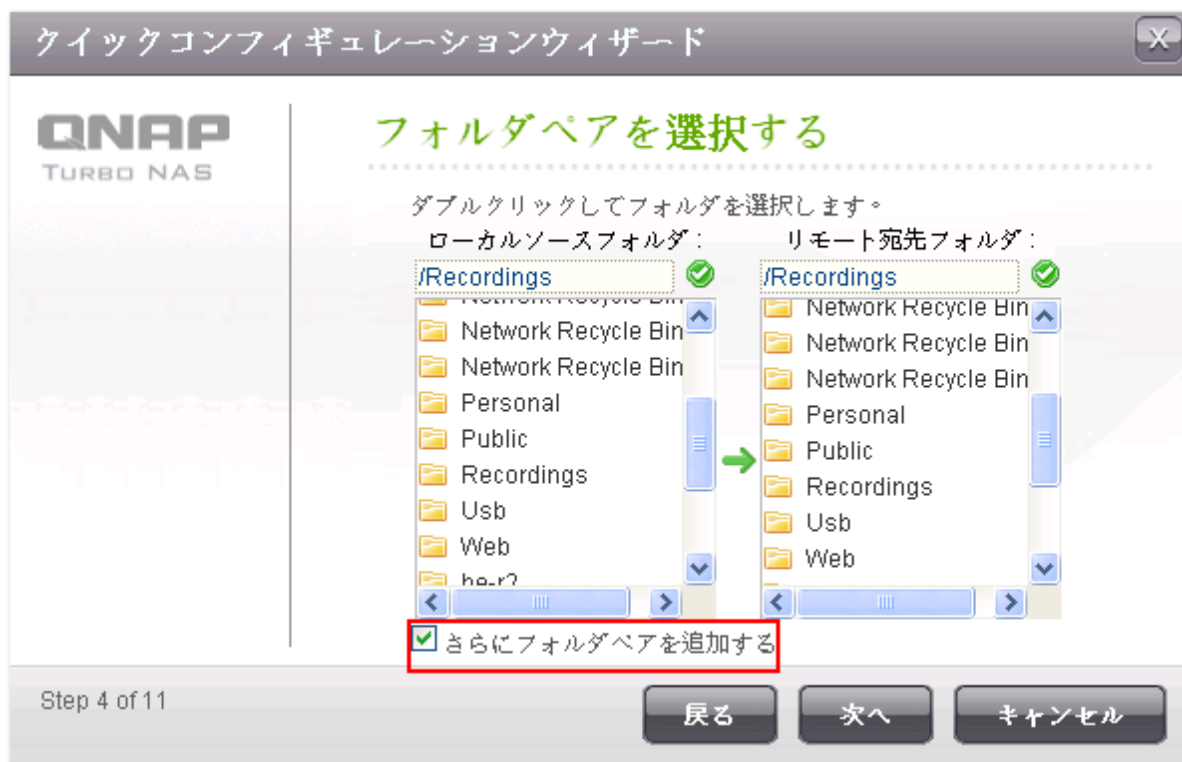 クイックコンフィギュレーションウィザード
X
QNAP
TURBO NAS
フォルダペアを選択する
ダブルクリックしてフォルダを選択します。
ローカルソースフォルダ:
/Recordings
Network Recycle Bin
Network Recycle Bin
Network Recycle Bin
Personal
Public
Recordings
Usb
Web
リモート宛先フォルダ:
/Recordings
Network Recycle Bin
Network Recycle Bin
Network Recycle Bin
Personal
Public
Recordings
Usb
Web
さらにフォルダペアを追加する
Step 4 of 11
戻る
次へ
キャンセル